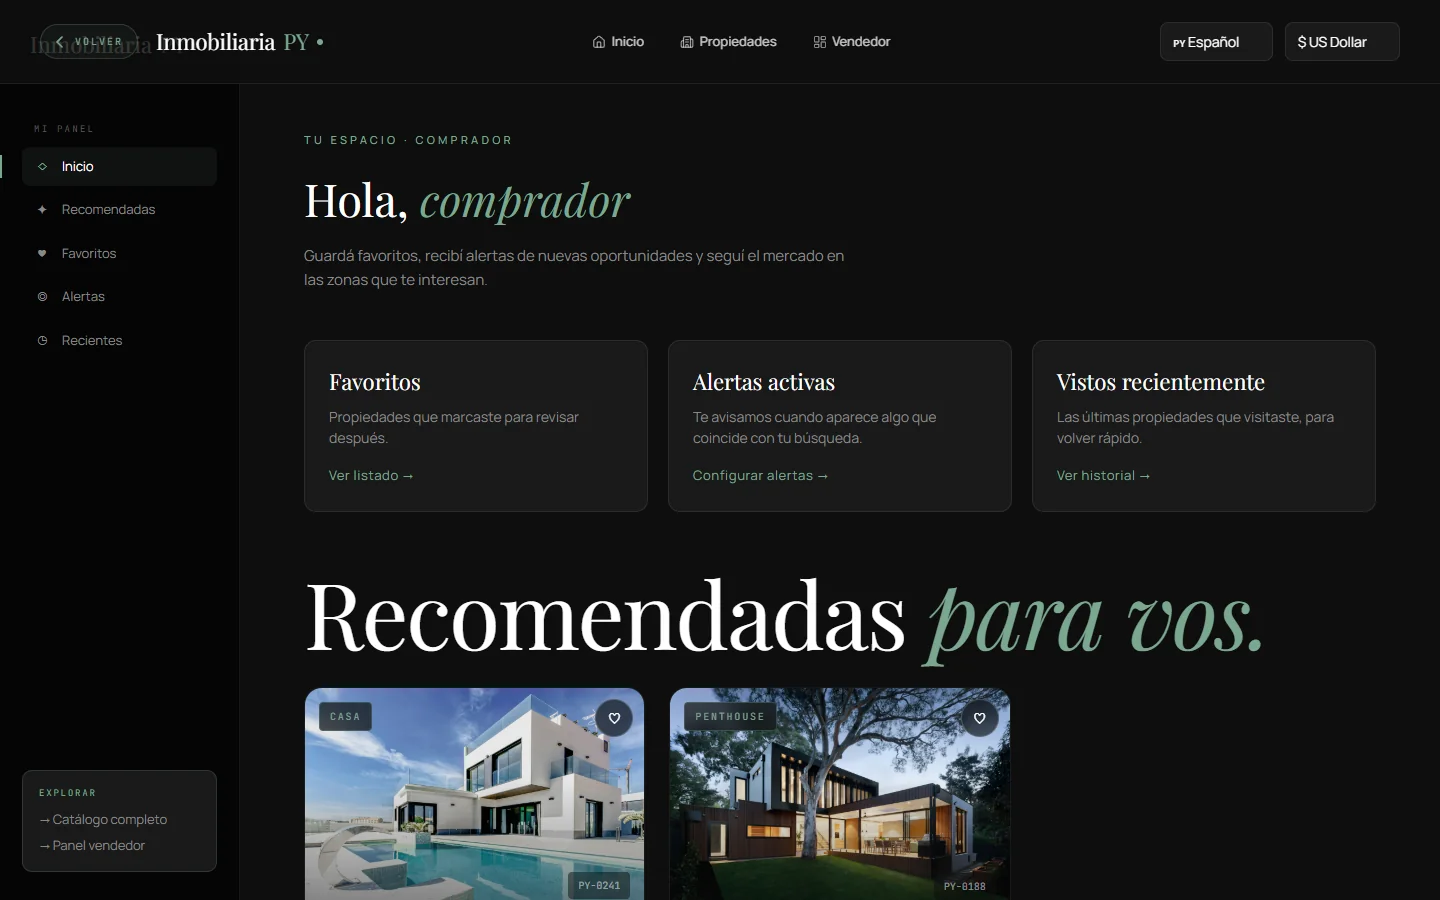 Inmobiliaria
VOLVER
Inmobiliaria PY
Inicio
Propiedades
Vendedor
PY Español
$ US Dollar
MI PANEL
Inicio
Recomendadas
Favoritos
Alertas
Recientes
EXPLORAR
→ Catálogo completo
→ Panel vendedor
TU ESPACIO · COMPRADOR
Hola, comprador
Guardá favoritos, recibí alertas de nuevas oportunidades y seguí el mercado en
las zonas que te interesan.
Favoritos
Propiedades que marcaste para revisar
después.
Ver listado →
Alertas activas
Te avisamos cuando aparece algo que
coincide con tu búsqueda.
Configurar alertas →
Vistos recientemente
Las últimas propiedades que visitaste, para
volver rápido.
Ver historial →
Recomendadas para vos.
CASA
PY-0241
PENTHOUSE
PY-0188